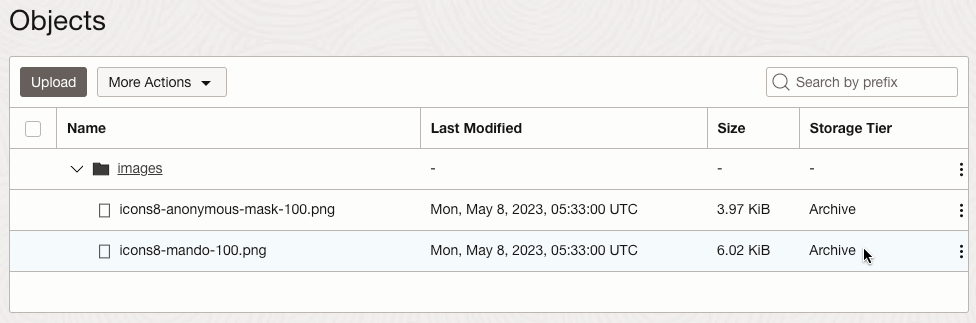 Objects
Upload More Actions Search by prefix
Name Last Modified Size Storage Tier
images - - -
icons8-anonymous-mask-100.png Mon, May 8, 2023, 05:33:00 UTC 3.97 KiB Archive
icons8-mando-100.png Mon, May 8, 2023, 05:33:00 UTC 6.02 KiB Archive